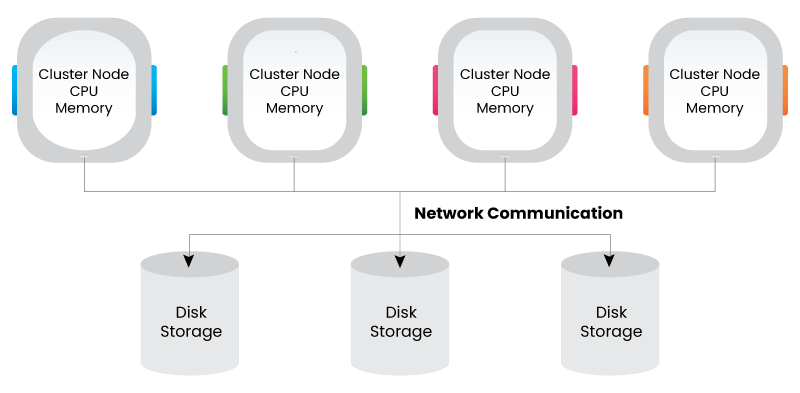 Cluster Node
CPU
Memory
Cluster Node
CPU
Memory
Cluster Node
CPU
Memory
Cluster Node
CPU
Memory
Network Communication
Disk
Storage
Disk
Storage
Disk
Storage